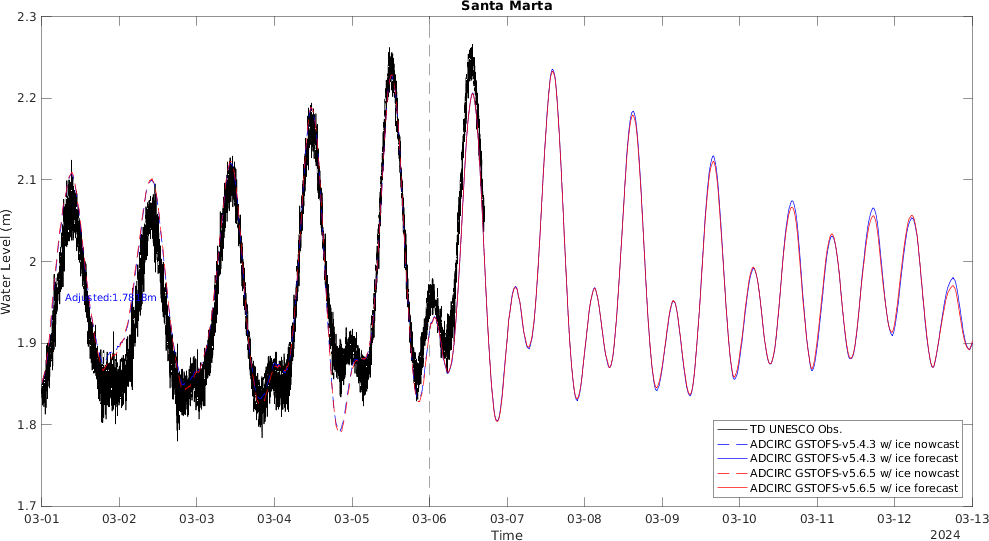 Santa Marta
2.3
2.2
2.1
2
1.9
1.8
1.7
Water Level (m)
03-01 03-02 03-03 03-04 03-05 03-06 03-07 03-08 03-09 03-10 03-11 03-12 03-13
Time
2024
TD UNESCO Obs.
ADCIRC GSTOFS-v5.4.3 w/ ice nowcast
ADCIRC GSTOFS-v5.4.3 w/ ice forecast
ADCIRC GSTOFS-v5.6.5 w/ ice nowcast
ADCIRC GSTOFS-v5.6.5 w/ ice forecast